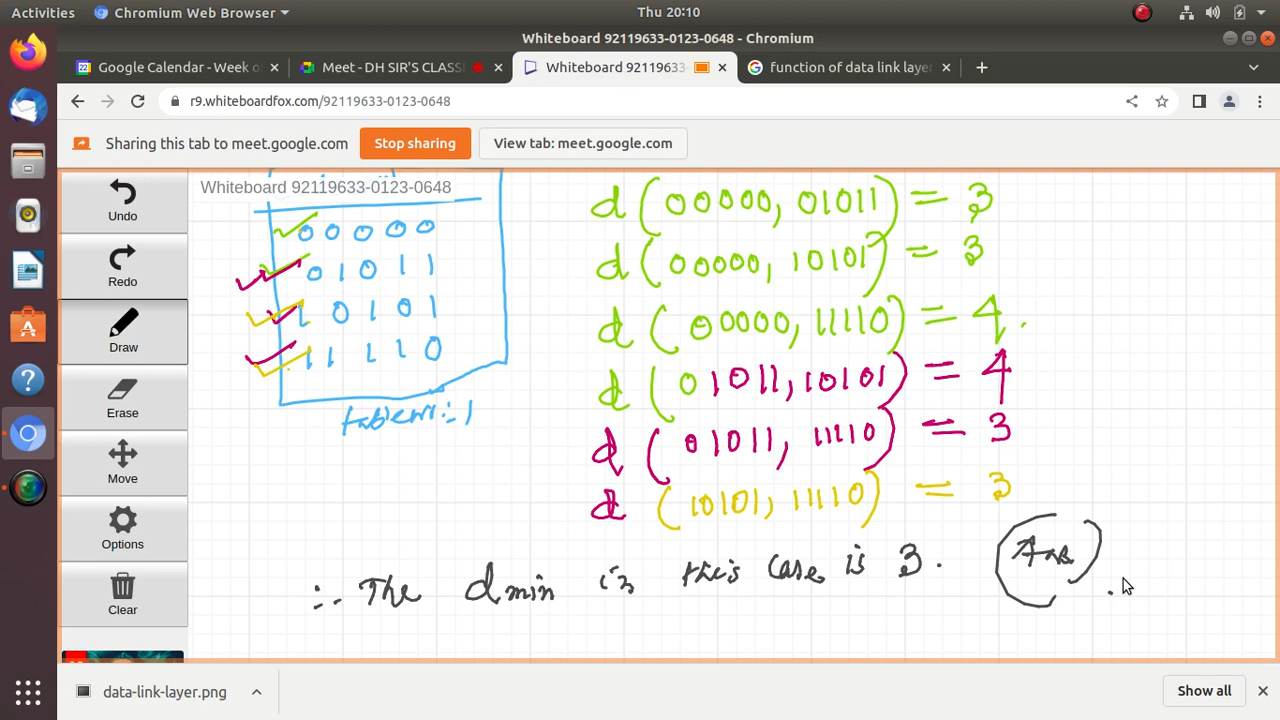 Activities Chromium Web Browser Thu 20:10
Whiteboard 92119633-0123-0648 - Chromium
Google Calendar - Week o Meet - DH SIR'S CLASS Whiteboard 92119633 function of data link layer
r9.whiteboardfox.com/92119633-0123-0648
Sharing this tab to meet.google.com Stop sharing View tab: meet.google.com
Whiteboard 92119633-0123-0648
Undo
Redo
Draw
Erase
Move
Options
Clear
0 0 0 0 0
0 1 0 1 1
1 0 1 0 1
1 1 1 1 0
d(00000, 01011) = 3
d(00000, 10101) = 3
d(00000, 11110) = 4.
d(01011, 10101) = 4
d(01011, 11110) = 3
d(10101, 11110) = 3
∴ The dmin in this case is 3. Ans.
data-link-layer.png Show all